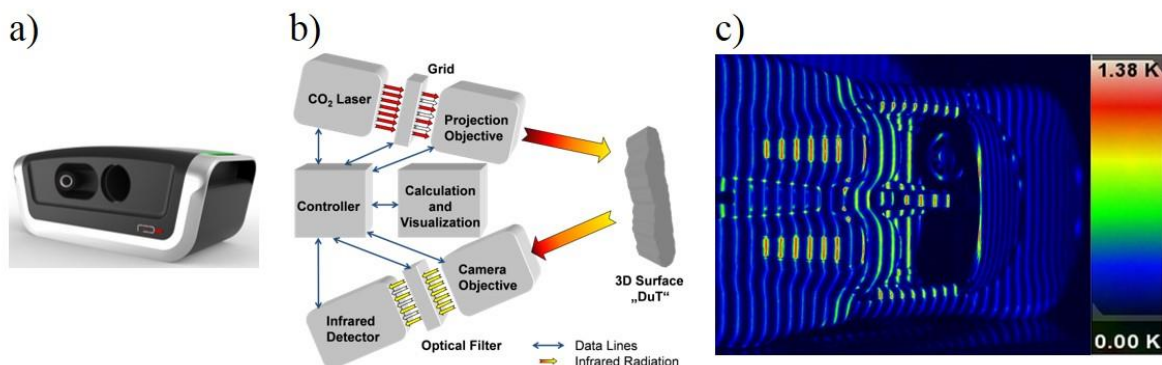 a)
b)
c)
Grid
CO₂ Laser
Projection
Objective
Controller
Calculation
and
Visualization
Camera
Objective
3D Surface
„DuT“
Infrared
Detector
Optical Filter
Data Lines
Infrared Radiation
1.38 K
0.00 K